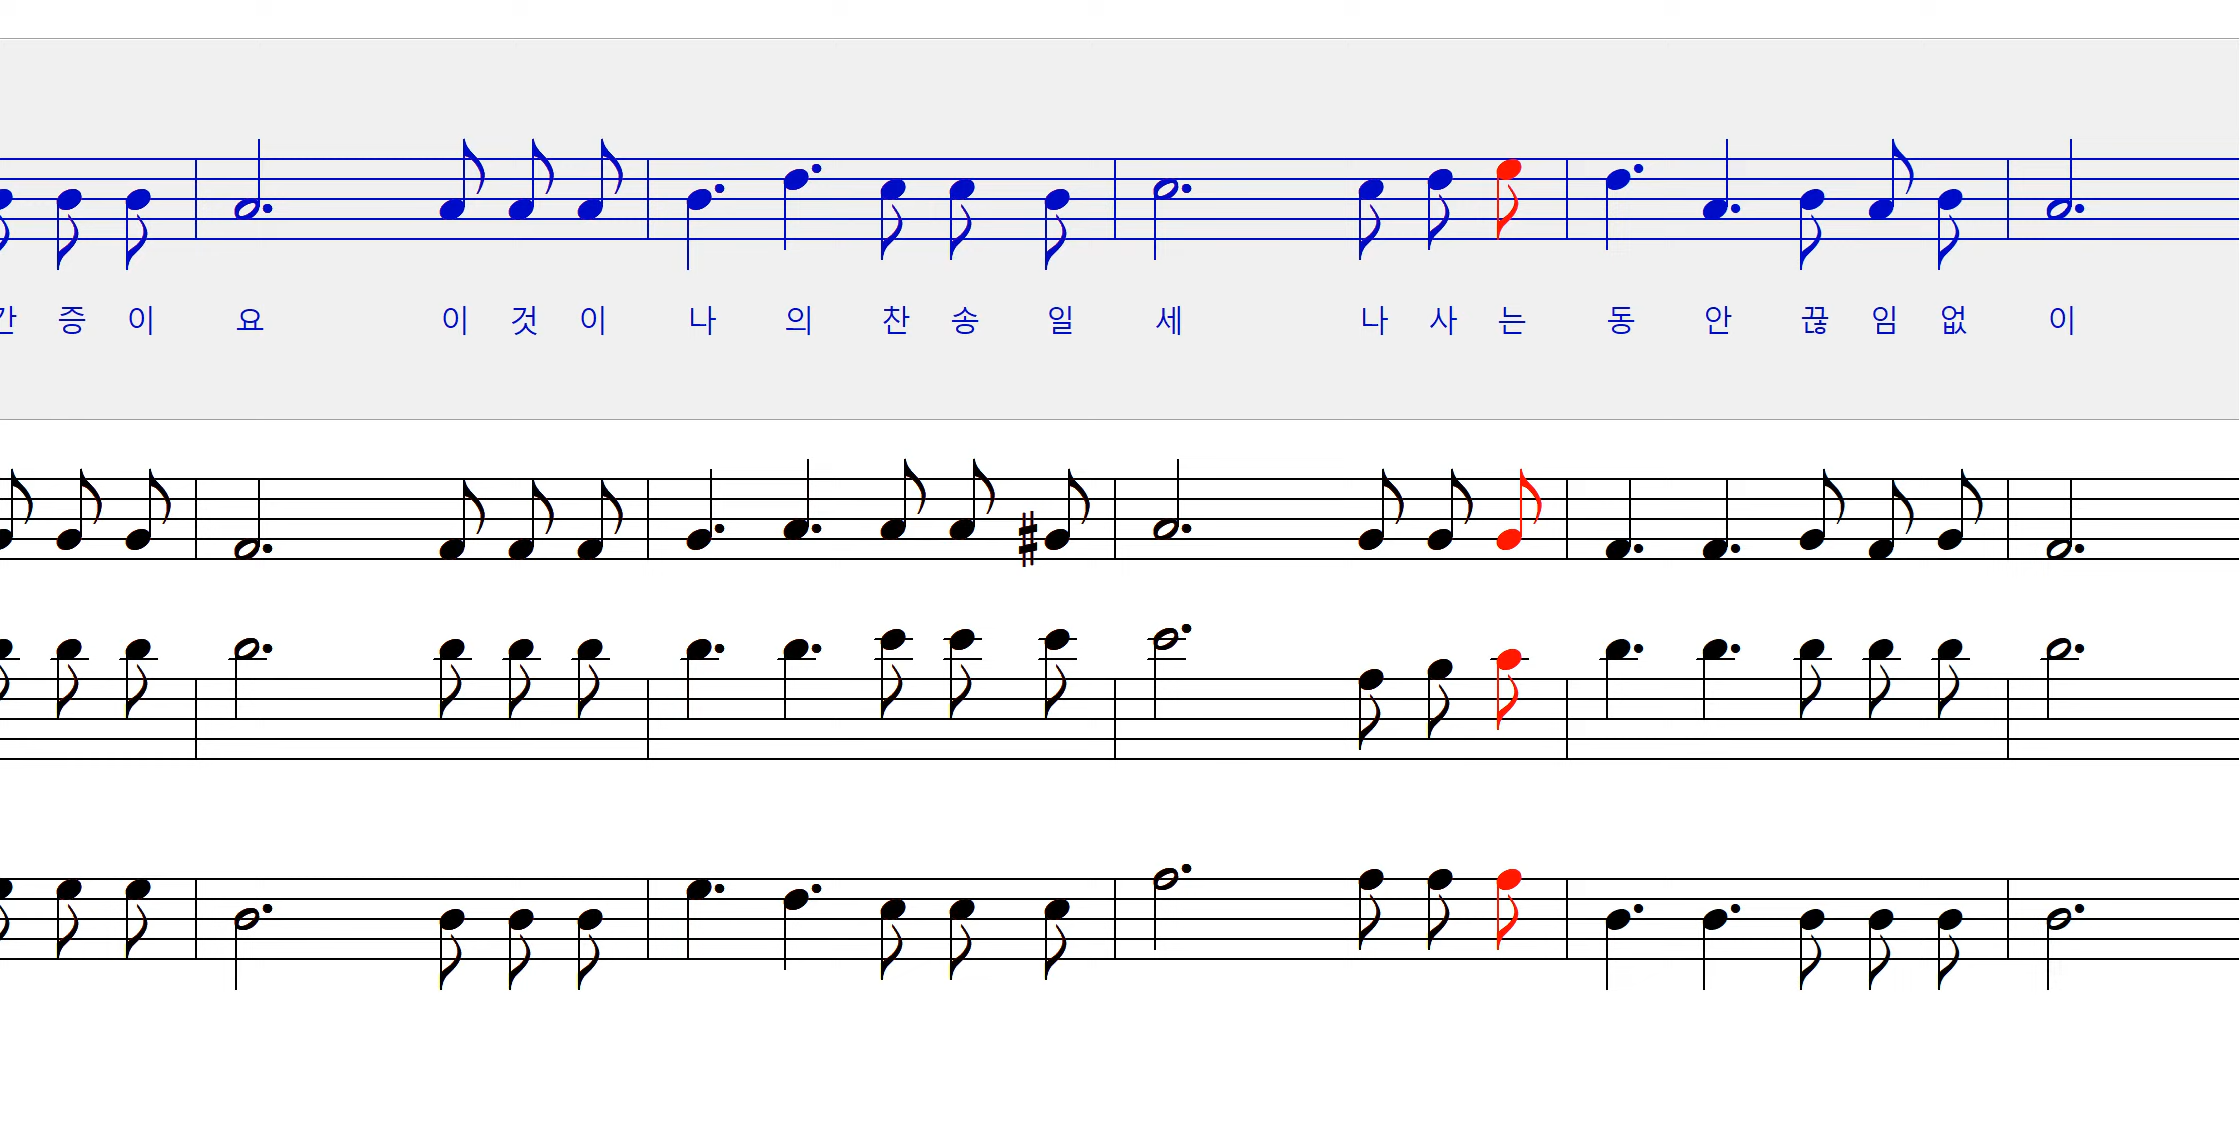 간 증 이 요 이 것 이 나 의 찬 송 일 세 나 사 는 동 안 끊 임 없 이